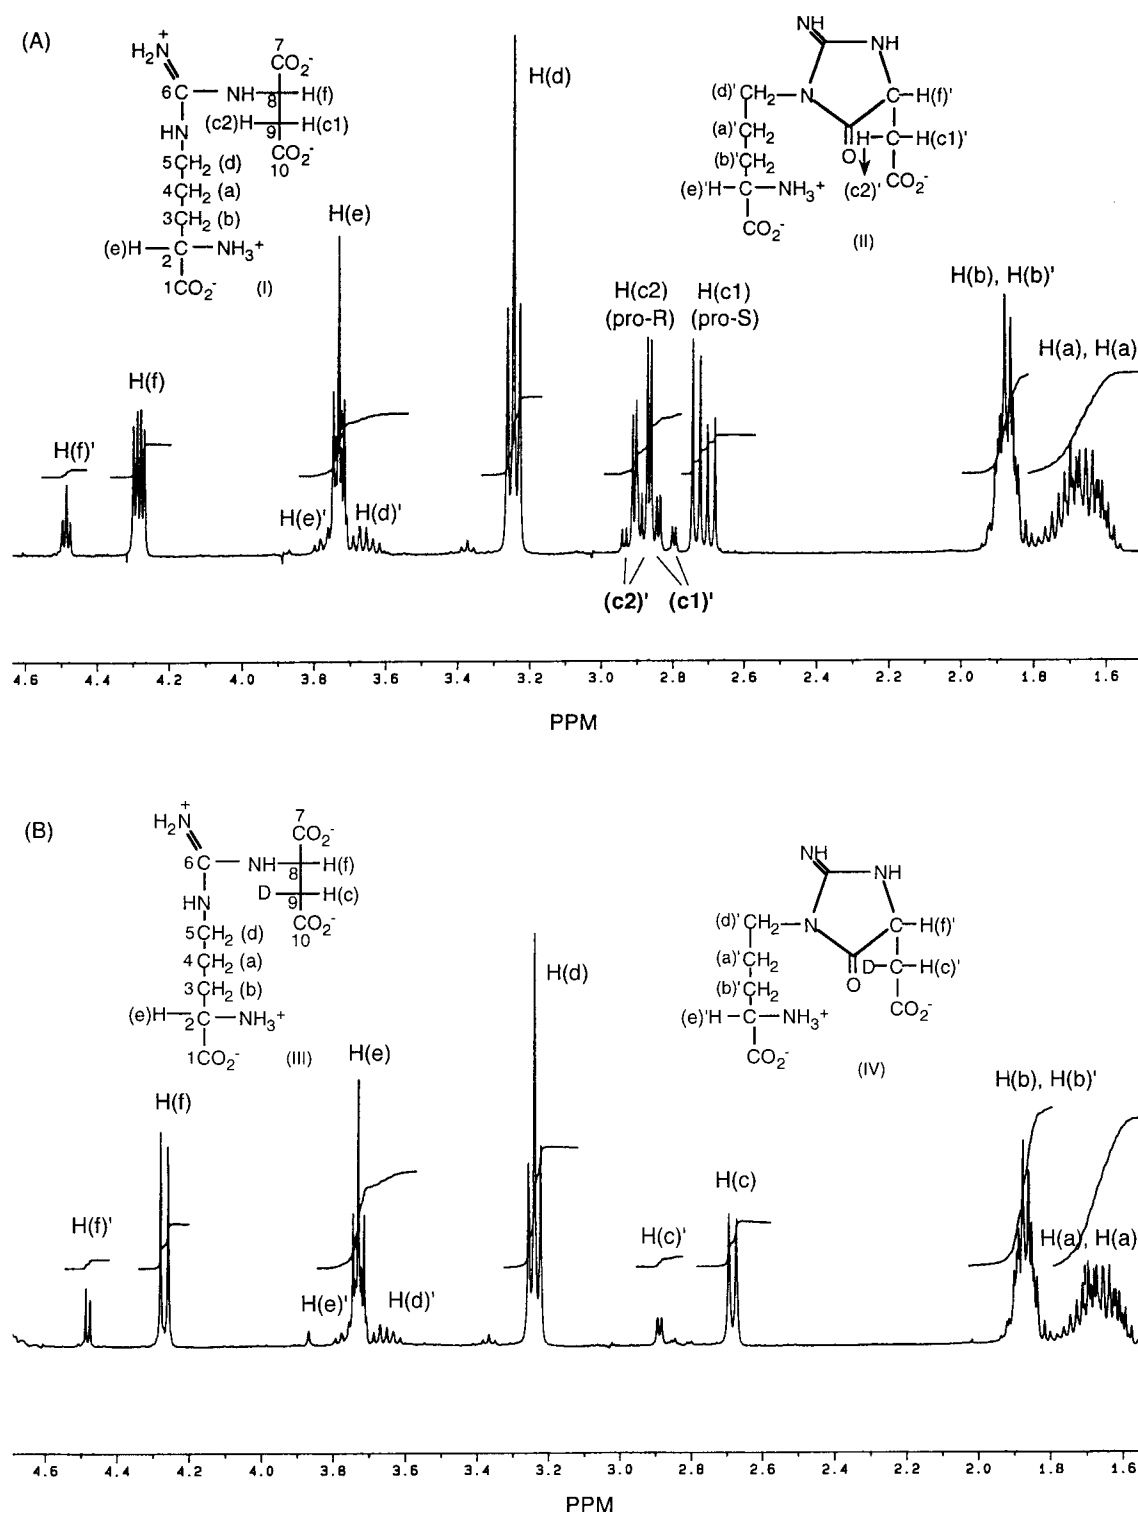 (A)
H₂N⁺
7
CO₂⁻
6C
NH
8
H(f)
(c2)H
9
H(c1)
HN
CO₂⁻
10
5CH₂ (d)
4CH₂ (a)
3CH₂ (b)
(e)H C NH₃⁺
2
1CO₂⁻
(I)
NH
NH
(d)'CH₂ N C H(f)'
(a)'CH₂ C
O H C H(c1)'
(b)'CH₂
CO₂⁻
(e)'H C NH₃⁺ (c2)'
CO₂⁻
(II)
H(d)
H(e)
H(c2)
(pro-R)
H(c1)
(pro-S)
H(b), H(b)'
H(a), H(a)
H(f)
H(f)'
H(e)' H(d)'
(c2)' (c1)'
4.6 4.4 4.2 4.0 3.8 3.6 3.4 3.2 3.0 2.8 2.6 2.4 2.2 2.0 1.8 1.6
PPM
(B)
H₂N⁺
7
CO₂⁻
6C
NH
8
H(f)
D
9
H(c)
HN
CO₂⁻
10
5CH₂ (d)
4CH₂ (a)
3CH₂ (b)
(e)H C NH₃⁺
2
1CO₂⁻
(III)
NH
NH
(d)'CH₂ N C H(f)'
(a)'CH₂ C
O D C H(c)'
(b)'CH₂
CO₂⁻
(e)'H C NH₃⁺
CO₂⁻
(IV)
H(d)
H(e)
H(f)
H(b), H(b)'
H(c)
H(f)'
H(c)'
H(a), H(a)
H(e)' H(d)'
4.6 4.4 4.2 4.0 3.8 3.6 3.4 3.2 3.0 2.8 2.6 2.4 2.2 2.0 1.8 1.6
PPM